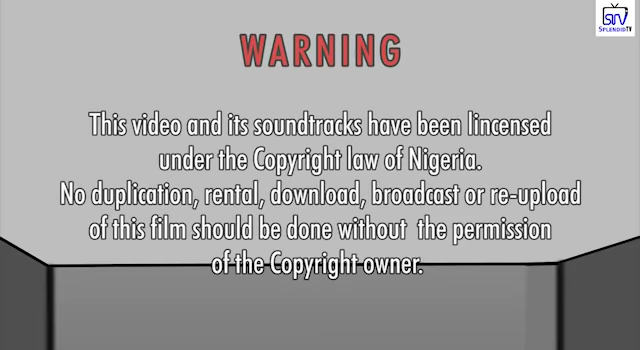 STV
SPLENDIDTV
WARNING
This video and its soundtracks have been lincensed
under the Copyright law of Nigeria.
No duplication, rental, download, broadcast or re-upload
of this film should be done without the permission
of the Copyright owner.